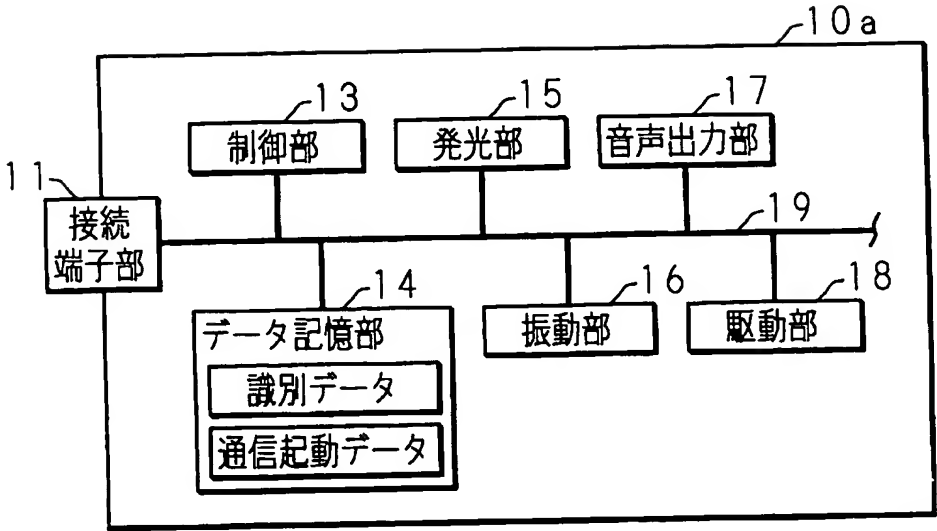 10a
13
制御部
15
発光部
17
音声出力部
11
接続
端子部
19
14
データ記憶部
識別データ
通信起動データ
16
振動部
18
駆動部